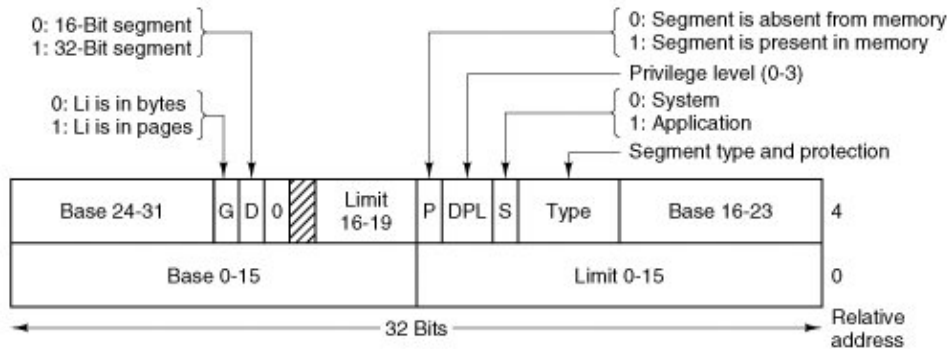 0: 16-Bit segment
1: 32-Bit segment
0: Li is in bytes
1: Li is in pages
0: Segment is absent from memory
1: Segment is present in memory
Privilege level (0-3)
0: System
1: Application
Segment type and protection
Base 24-31
G
D
0
Limit
16-19
P
DPL
S
Type
Base 16-23
4
Base 0-15
Limit 0-15
0
32 Bits
Relative
address